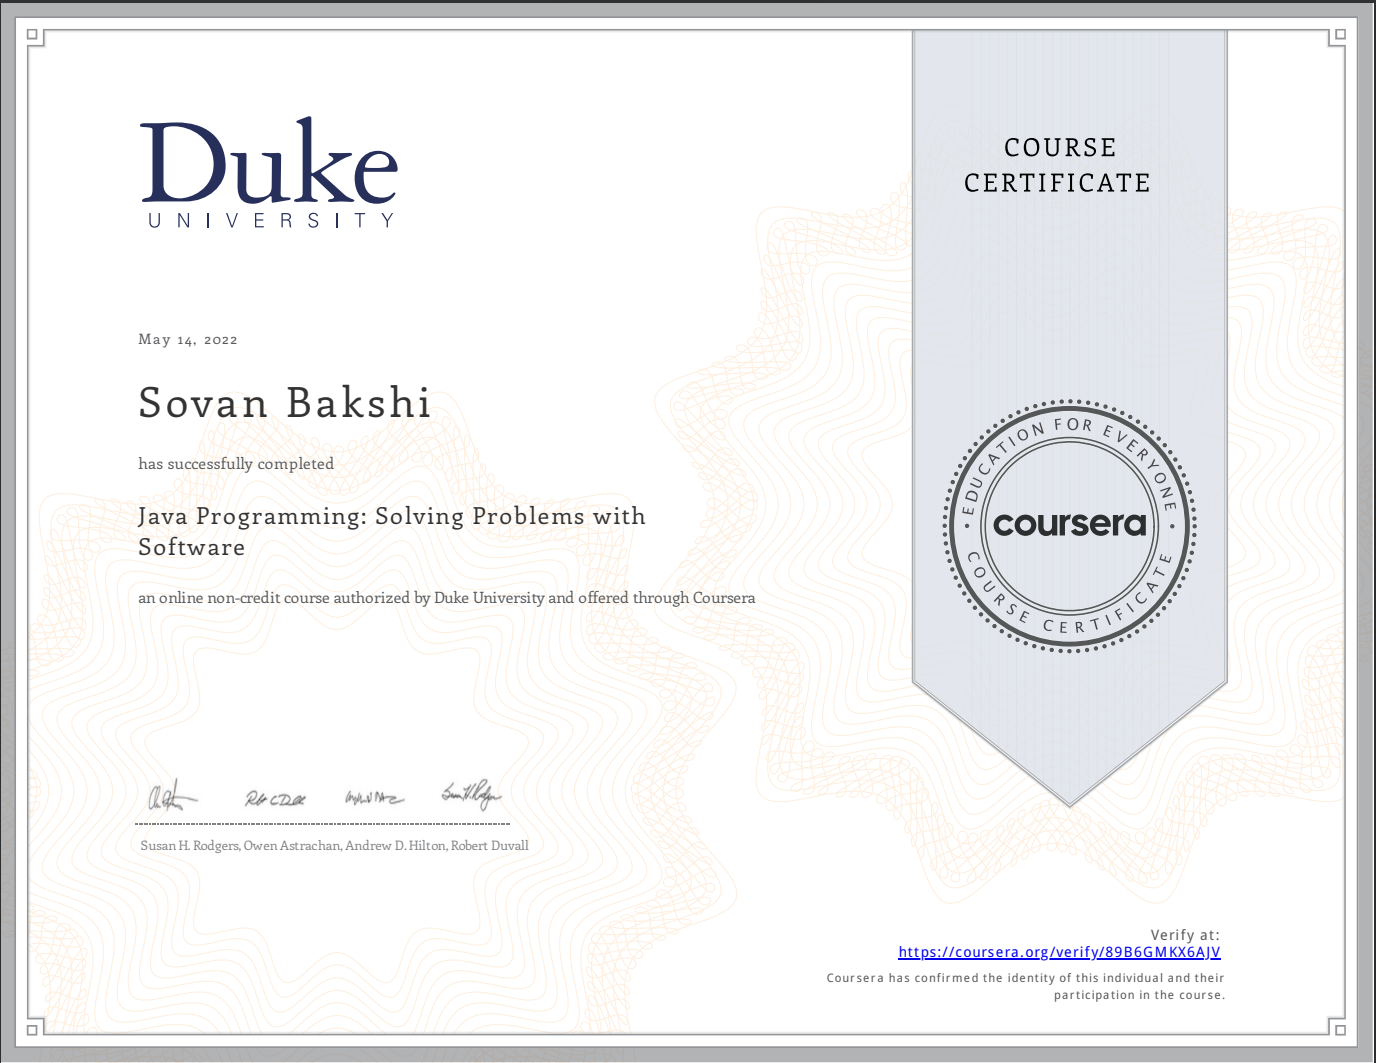 Duke
UNIVERSITY
COURSE
CERTIFICATE
May 14, 2022
Sovan Bakshi
has successfully completed
Java Programming: Solving Problems with
Software
an online non-credit course authorized by Duke University and offered through Coursera
EDUCATION FOR EVERYONE
coursera
COURSE CERTIFICATE
Susan H. Rodgers, Owen Astrachan, Andrew D. Hilton, Robert Duvall
Verify at:
https://coursera.org/verify/89B6GMKX6AJV
Coursera has confirmed the identity of this individual and their
participation in the course.